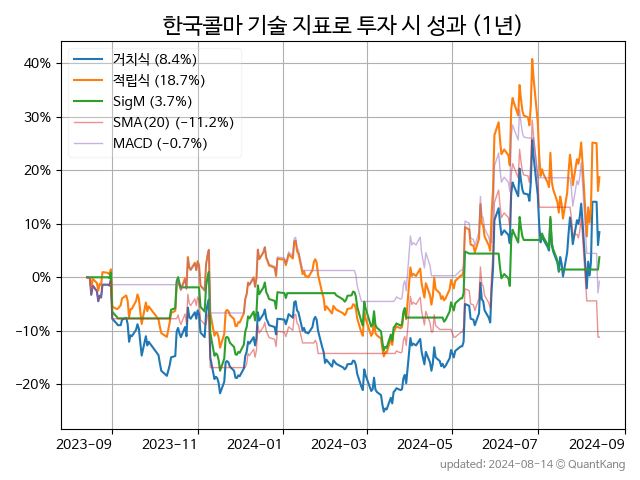 한국콜마 기술 지표로 투자 시 성과 (1년)
거치식 (8.4%)
적립식 (18.7%)
SigM (3.7%)
SMA(20) (−11.2%)
MACD (−0.7%)
40%
30%
20%
10%
0%
−10%
−20%
2023-09 2023-11 2024-01 2024-03 2024-05 2024-07 2024-09
updated: 2024-08-14 © QuantKang